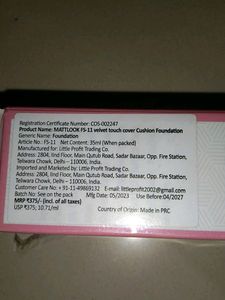 Registration Certificate Number: COS-002247
Product Name: MATTLOOK FS-11 velvet touch cover Cushion Foundation
Generic Name: Foundation
Article No : FS-11   Net Content: 35ml (When packed)
Manufactured for: Little Profit Trading Co.
Address: 2804, IInd Floor, Main Qutub Road, Sadar Bazaar, Opp. Fire Station,
Teliwara Chowk, Delhi – 110006, India.
Imported by: Little Profit Trading Co.
Address: 2804, IInd Floor, Main Qutub Road, Sadar Bazaar, Opp. Fire Station,
Teliwara Chowk, Delhi – 110006, India.
Customer Care No: + 91-11-49869132   E-mail: littleprofit2002@gmail.com
Batch No: See on the pack   Mfg Date: 05/2023   Use Before:04/2027
MRP ₹375/- (incl. of all taxes)
USP ₹375; 10.71/ml   Country of Origin: Made in PRC